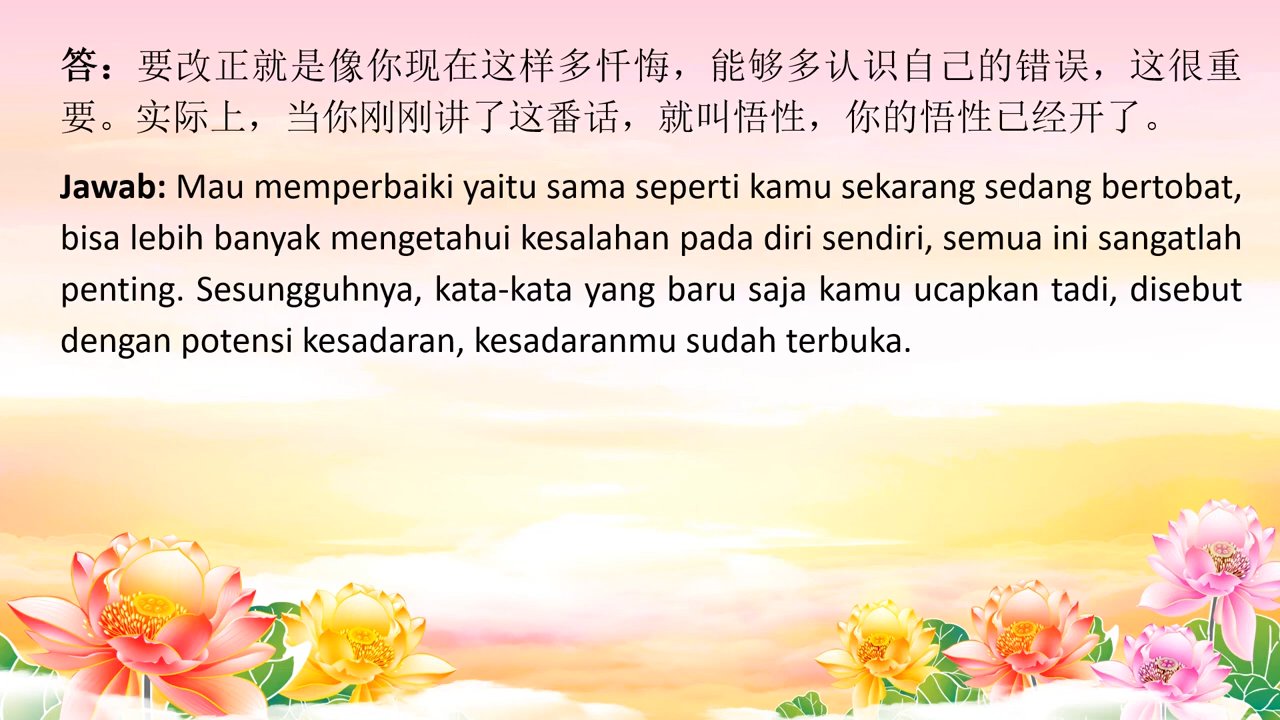 答：要改正就是像你现在这样多忏悔，能够多认识自己的错误，这很重
要。实际上，当你刚刚讲了这番话，就叫悟性，你的悟性已经开了。
Jawab: Mau memperbaiki yaitu sama seperti kamu sekarang sedang bertobat,
bisa lebih banyak mengetahui kesalahan pada diri sendiri, semua ini sangatlah
penting. Sesungguhnya, kata-kata yang baru saja kamu ucapkan tadi, disebut
dengan potensi kesadaran, kesadaranmu sudah terbuka.